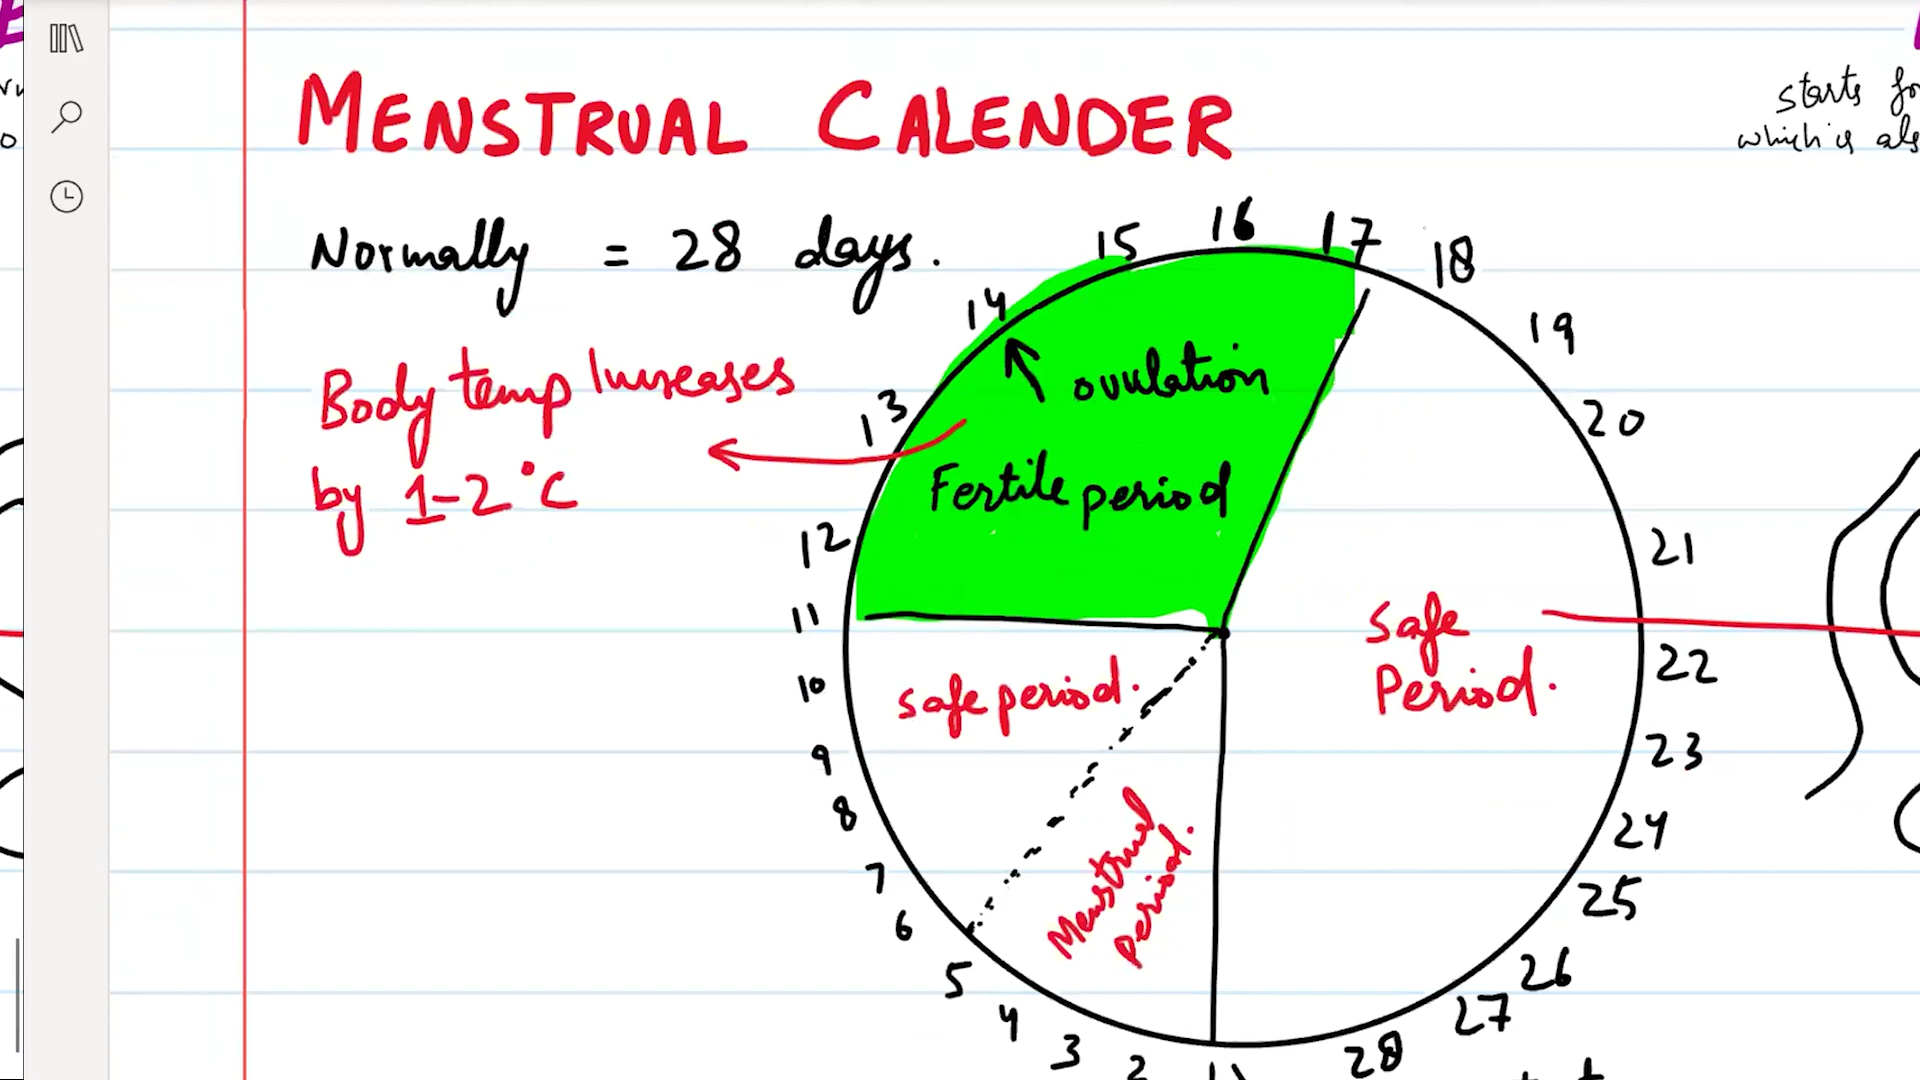 MENSTRUAL CALENDER
starts
which is
Normally = 28 days.
Body temp Increases
by 1-2°C
ovulation
Fertile period
safe period.
Safe
Period.
Menstrual
period.
1
2
3
4
5
6
7
8
9
10
11
12
13
14
15
16
17
18
19
20
21
22
23
24
25
26
27
28